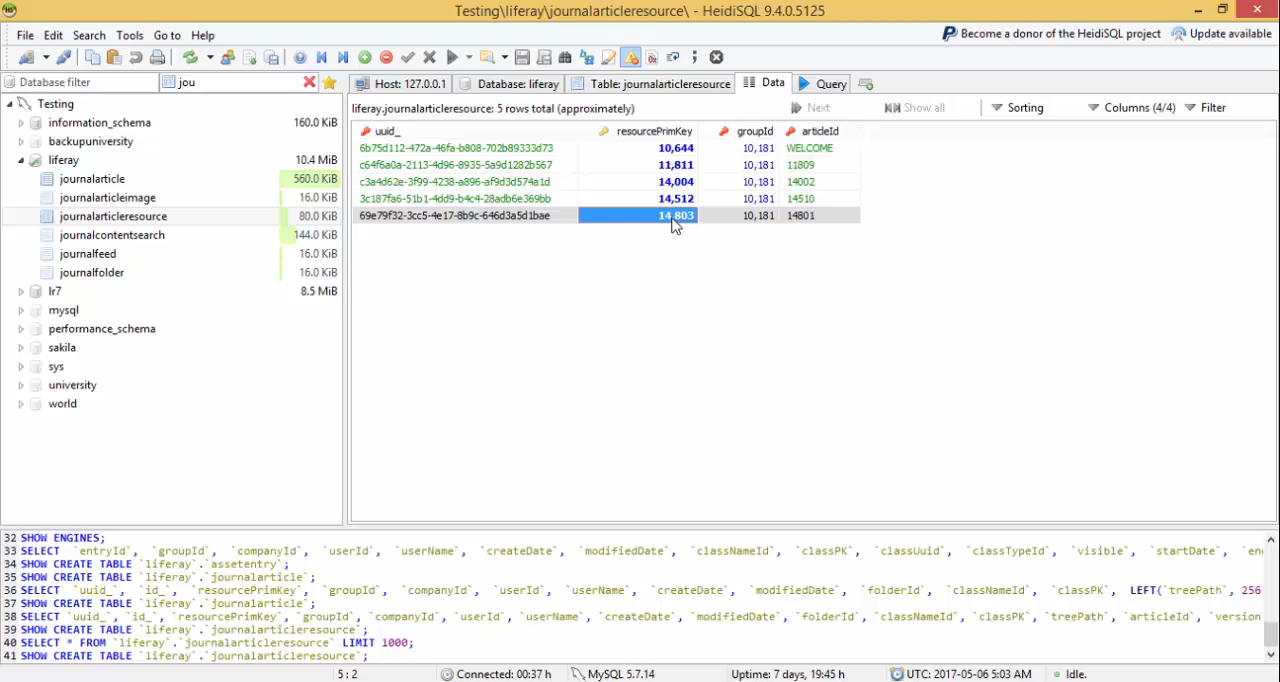 Testing\liferay\journalarticleresource\ - HeidiSQL 9.4.0.5125
File Edit Search Tools Go to Help
Become a donor of the HeidiSQL project Update available
Database filter jou Host: 127.0.0.1 Database: liferay Table: journalarticleresource Data Query
Testing
information_schema 160.0 KiB
backupuniversity
liferay 10.4 MiB
journalarticle 560.0 KiB
journalarticleimage 16.0 KiB
journalarticleresource 80.0 KiB
journalcontentsearch 144.0 KiB
journalfeed 16.0 KiB
journalfolder 16.0 KiB
lr7 8.5 MiB
mysql
performance_schema
sakila
sys
university
world
liferay.journalarticleresource: 5 rows total (approximately) Next Show all Sorting Columns (4/4) Filter
uuid_ resourcePrimKey groupId articleId
6b75d112-472a-46fa-b808-702b89333d73 10,644 10,181 WELCOME
c64f6a0a-2113-4d96-8935-5a9d1282b567 11,811 10,181 11809
c3a4d62e-3f99-4238-a896-af9d3d574a1d 14,004 10,181 14002
3c187fa6-51b1-4dd9-b4c4-28adb6e369bb 14,512 10,181 14510
69e79f32-3cc5-4e17-8b9c-646d3a5d1bae 14,803 10,181 14801
32 SHOW ENGINES;
33 SELECT `entryId`, `groupId`, `companyId`, `userId`, `userName`, `createDate`, `modifiedDate`, `classNameId`, `classPK`, `classUuid`, `classTypeId`, `visible`, `startDate`, `en
34 SHOW CREATE TABLE `liferay`.`assetentry`;
35 SHOW CREATE TABLE `liferay`.`journalarticle`;
36 SELECT `uuid_`, `id_`, `resourcePrimKey`, `groupId`, `companyId`, `userId`, `userName`, `createDate`, `modifiedDate`, `folderId`, `classNameId`, `classPK`, LEFT(`treePath`, 256
37 SHOW CREATE TABLE `liferay`.`journalarticle`;
38 SELECT `uuid_`, `id_`, `resourcePrimKey`, `groupId`, `companyId`, `userId`, `userName`, `createDate`, `modifiedDate`, `folderId`, `classNameId`, `classPK`, `treePath`, `articleId`, `version
39 SHOW CREATE TABLE `liferay`.`journalarticleresource`;
40 SELECT * FROM `liferay`.`journalarticleresource` LIMIT 1000;
41 SHOW CREATE TABLE `liferay`.`journalarticleresource`;
5 : 2 Connected: 00:37 h MySQL 5.7.14 Uptime: 7 days, 19:45 h UTC: 2017-05-06 5:03 AM Idle.